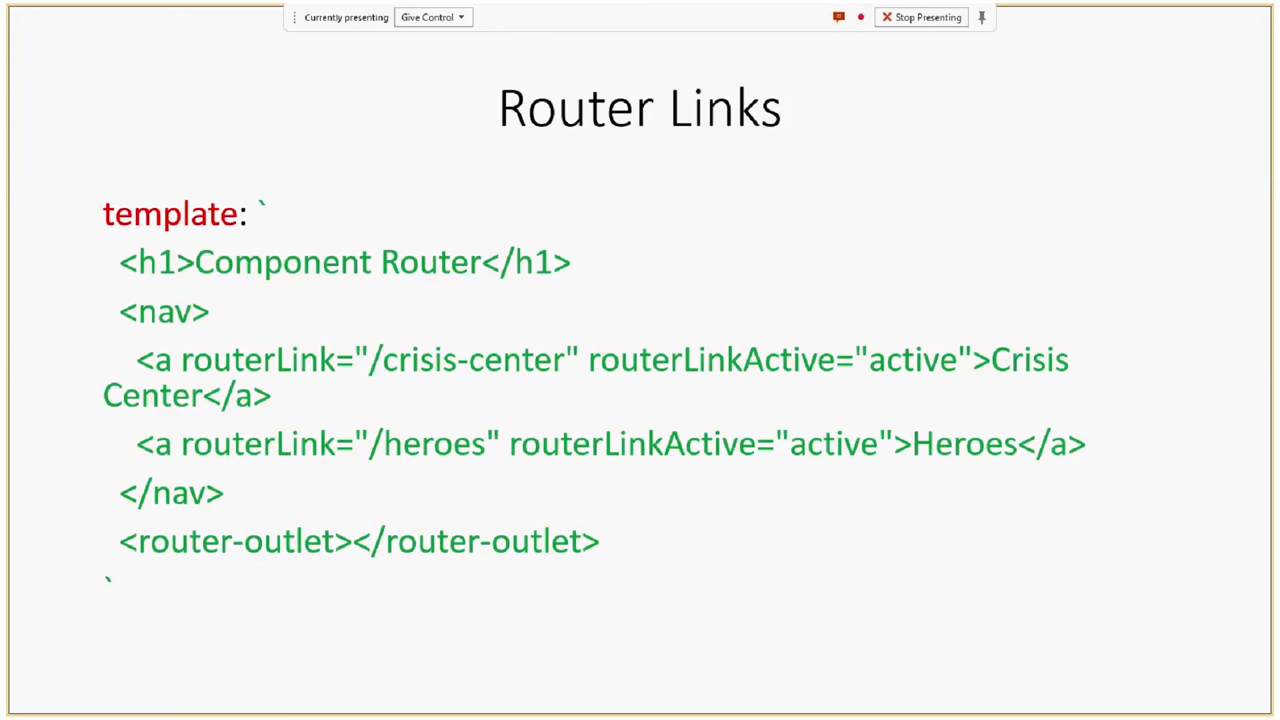 Currently presenting Give Control Stop Presenting
Router Links
template: `
<h1>Component Router</h1>
<nav>
<a routerLink="/crisis-center" routerLinkActive="active">Crisis
Center</a>
<a routerLink="/heroes" routerLinkActive="active">Heroes</a>
</nav>
<router-outlet></router-outlet>
`